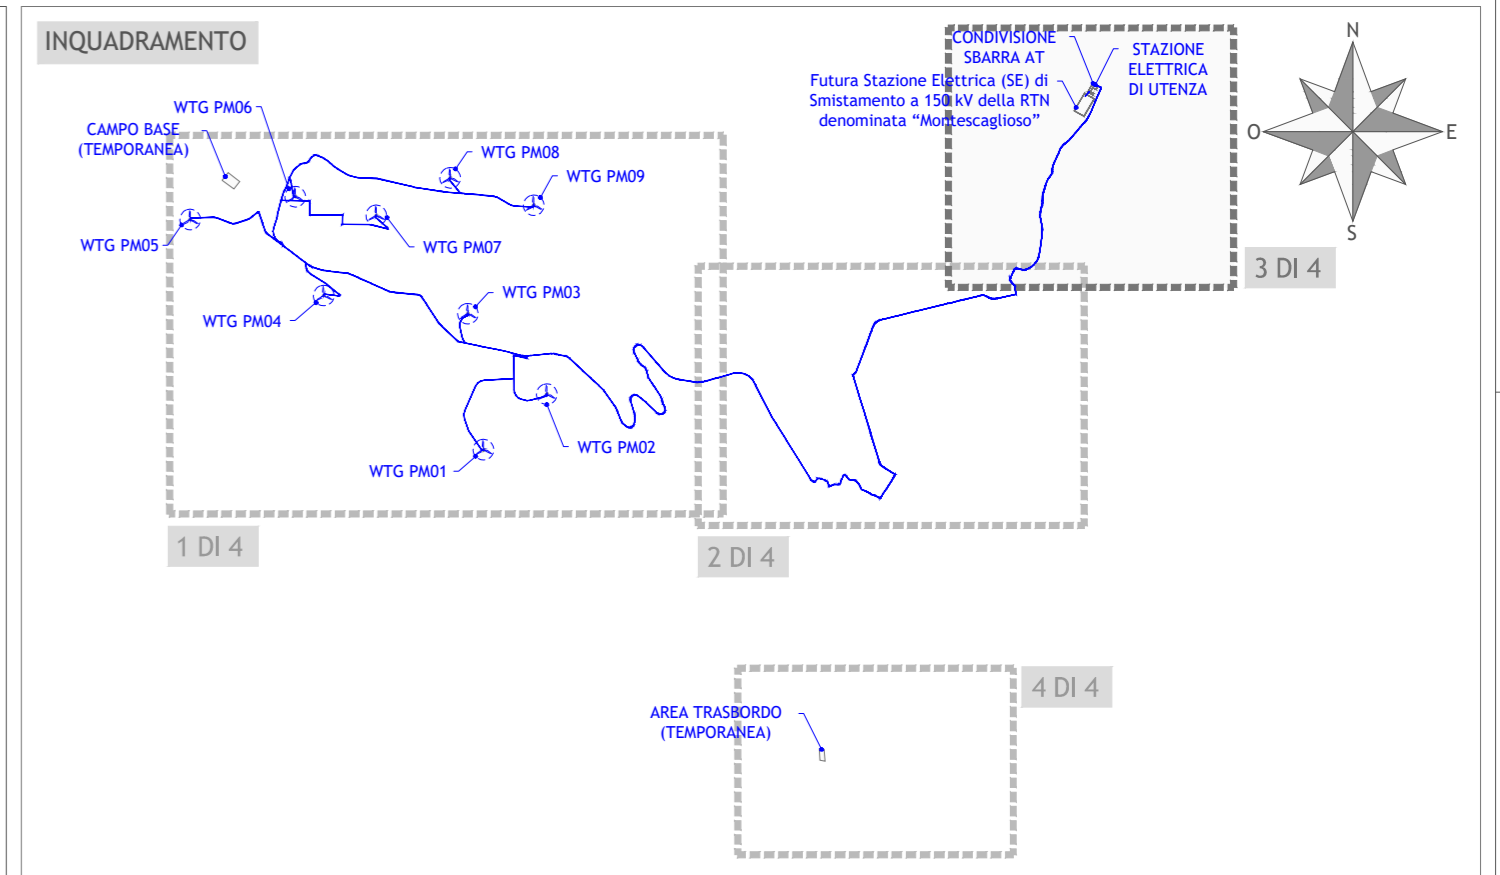 INQUADRAMENTO
WTG PM06
CAMPO BASE
(TEMPORANEA)
WTG PM08
WTG PM09
WTG PM05
WTG PM07
WTG PM04
WTG PM03
WTG PM02
WTG PM01
1 DI 4
CONDIVISIONE
SBARRA AT
STAZIONE
ELETTRICA
DI UTENZA
Futura Stazione Elettrica (SE) di
Smistamento a 150 kV della RTN
denominata “Montescaglioso”
N
O
E
S
3 DI 4
2 DI 4
4 DI 4
AREA TRASBORDO
(TEMPORANEA)